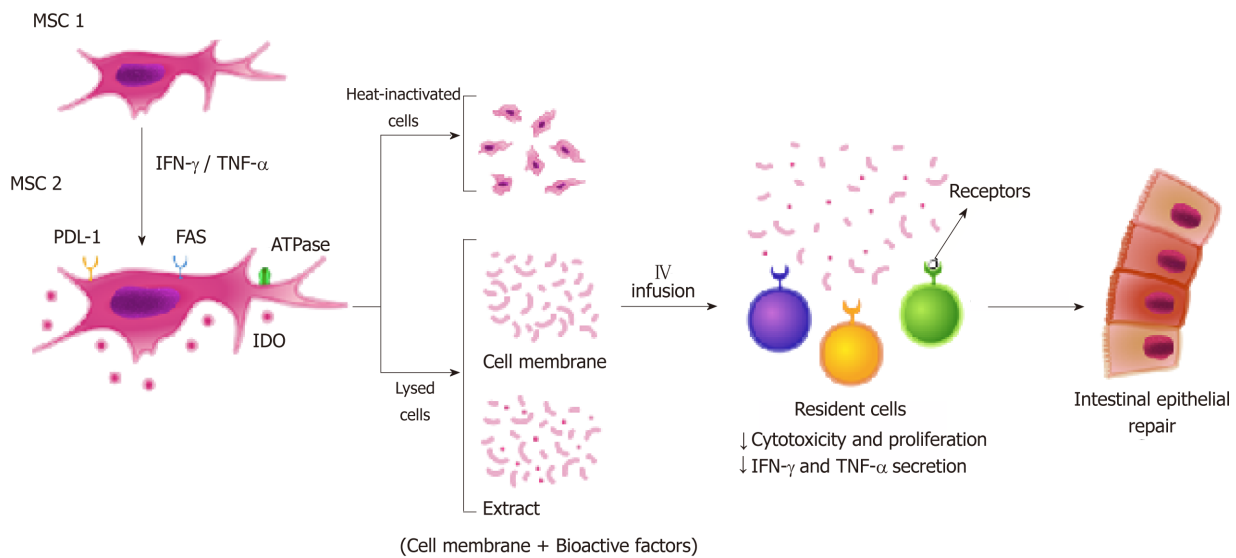 MSC 1
IFN-γ / TNF-α
MSC 2
PDL-1
FAS
ATPase
IDO
Heat-inactivated
cells
Lysed
cells
Cell membrane
Extract
(Cell membrane + Bioactive factors)
IV
infusion
Receptors
Resident cells
↓ Cytotoxicity and proliferation
↓ IFN-γ and TNF-α secretion
Intestinal epithelial
repair